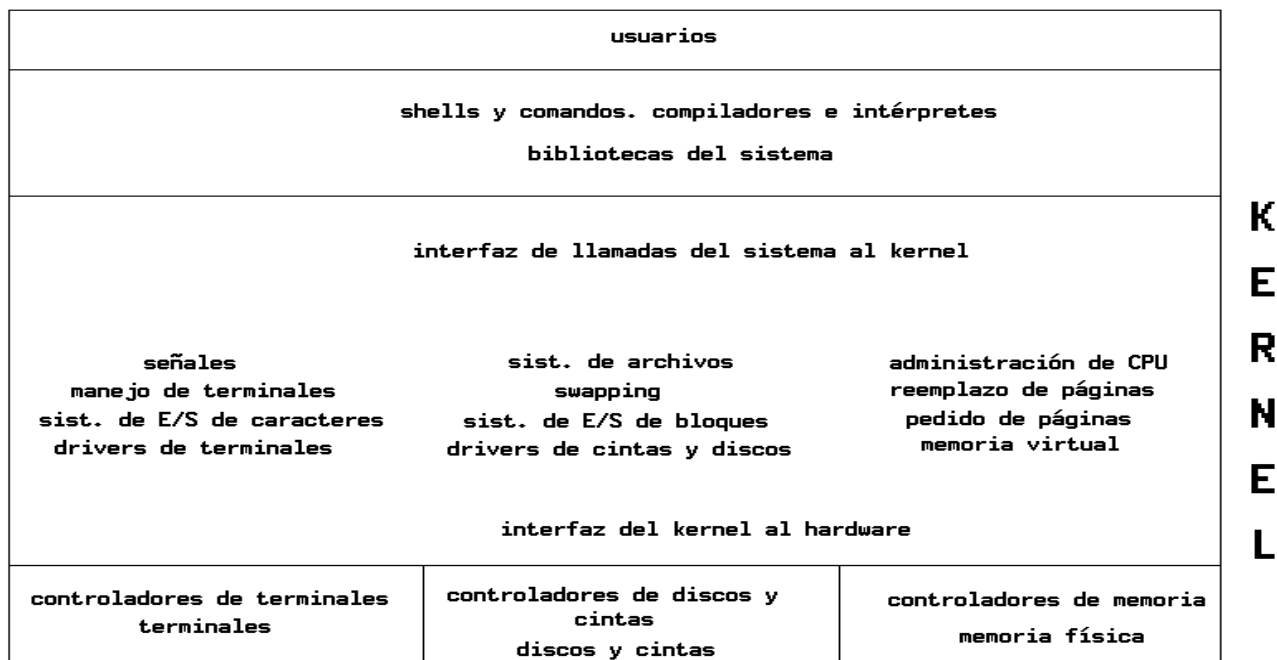 usuarios
shells y comandos. compiladores e intérpretes
bibliotecas del sistema
interfaz de llamadas del sistema al kernel
señales
manejo de terminales
sist. de E/S de caracteres
drivers de terminales
sist. de archivos
swapping
sist. de E/S de bloques
drivers de cintas y discos
administración de CPU
reemplazo de páginas
pedido de páginas
memoria virtual
interfaz del kernel al hardware
controladores de terminales
terminales
controladores de discos y
cintas
discos y cintas
controladores de memoria
memoria física
K
E
R
N
E
L